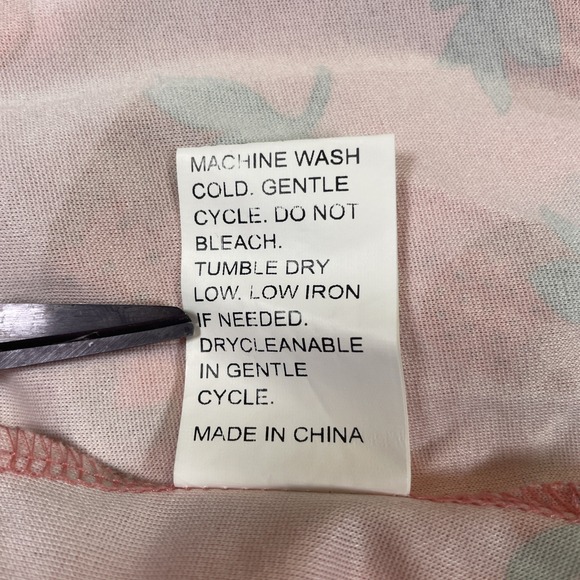 MACHINE WASH
COLD. GENTLE
CYCLE. DO NOT
BLEACH.
TUMBLE DRY
LOW. LOW IRON
IF NEEDED.
DRYCLEANABLE
IN GENTLE
CYCLE.
MADE IN CHINA